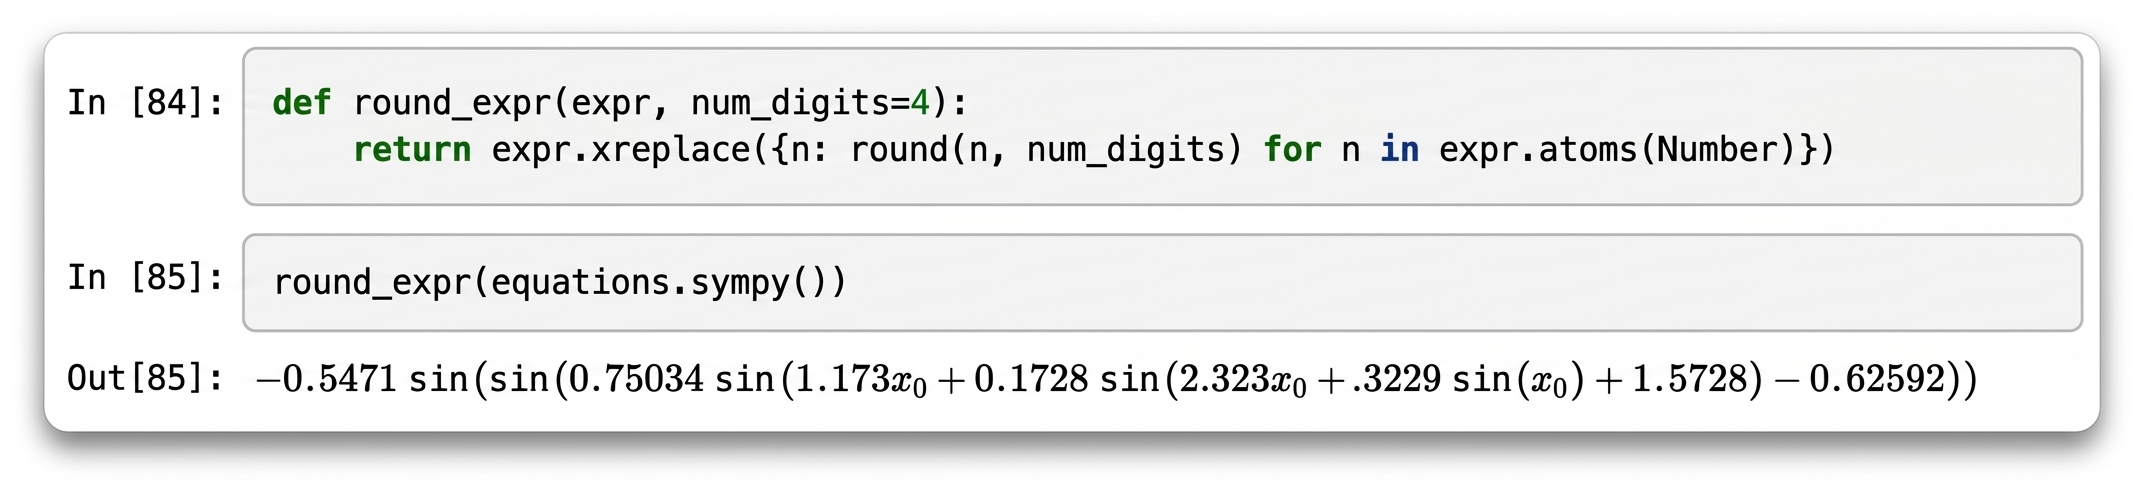 In [84]: def round_expr(expr, num_digits=4):
    return expr.xreplace({n: round(n, num_digits) for n in expr.atoms(Number)})
In [85]: round_expr(equations.sympy())
Out[85]: −0.5471 sin(sin(0.75034 sin(1.173x₀ + 0.1728 sin(2.323x₀ + .3229 sin(x₀) + 1.5728) − 0.62592))